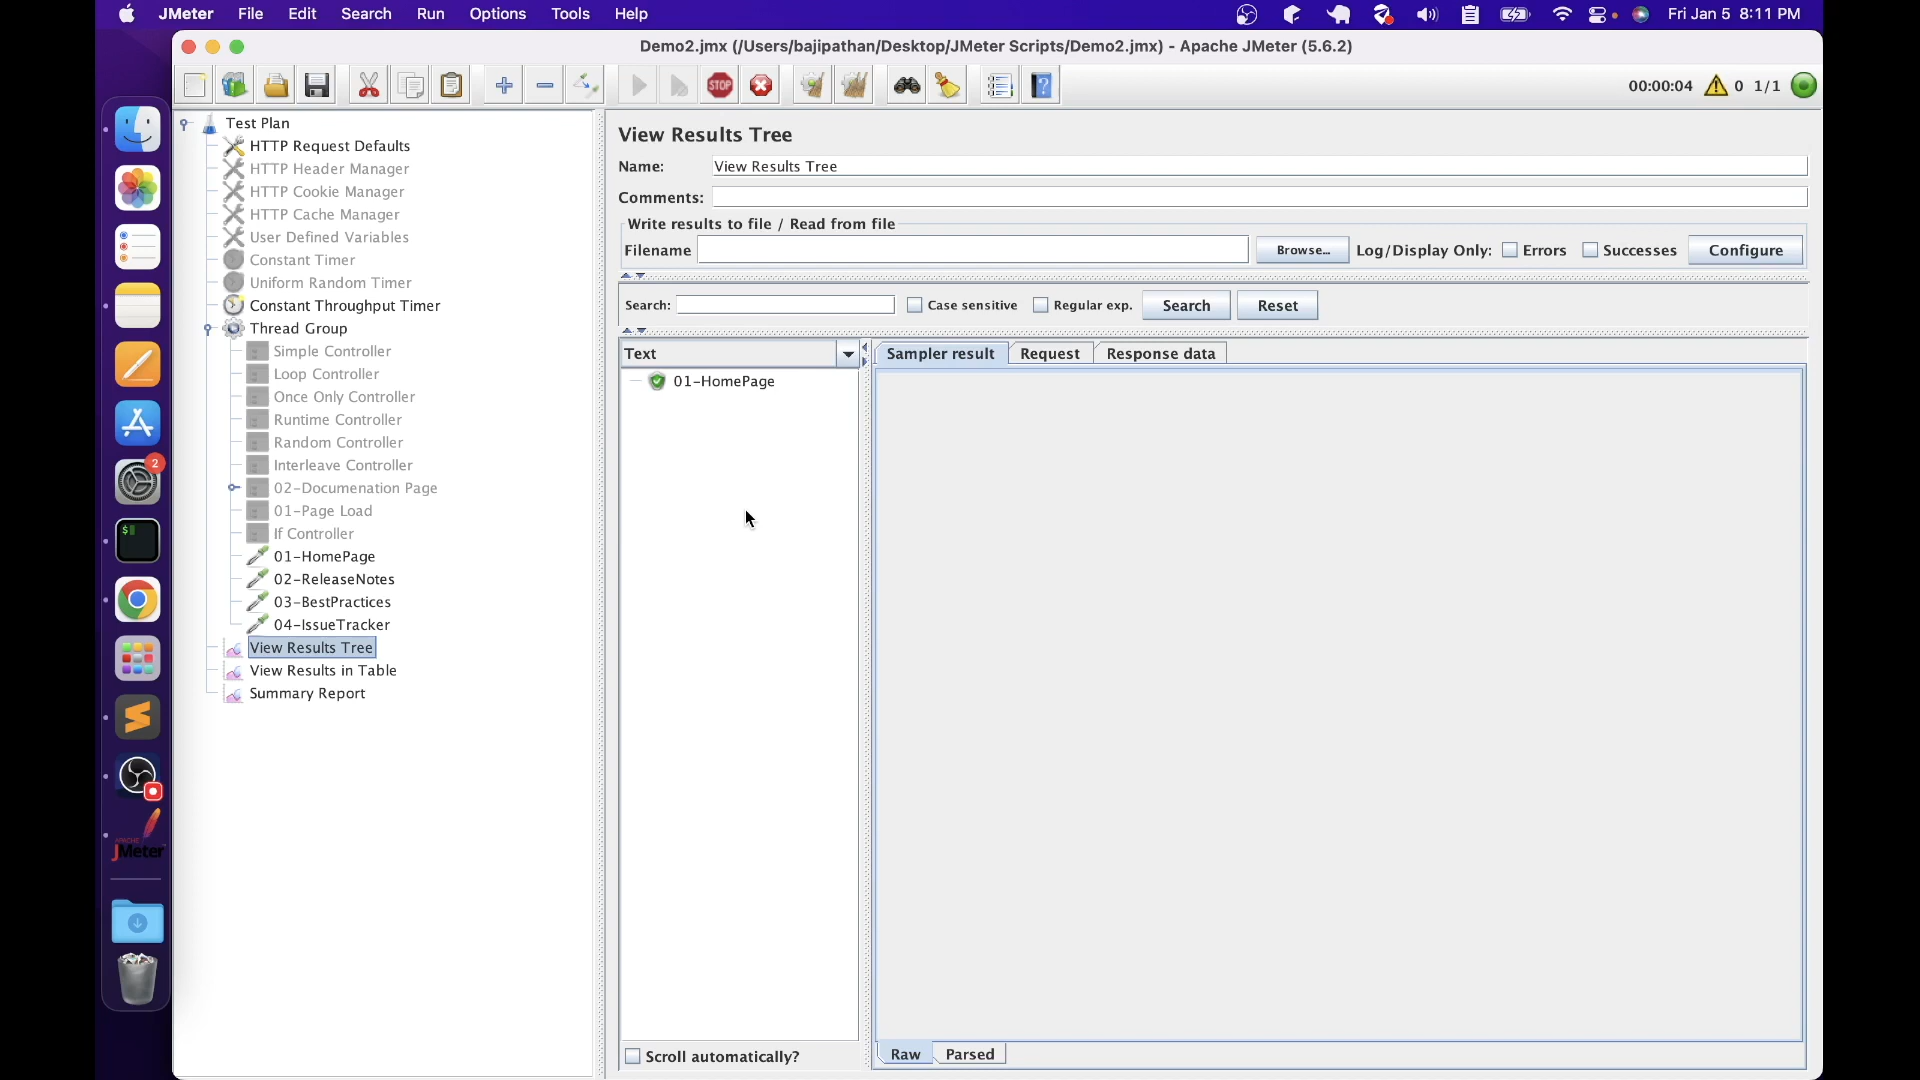 JMeter File Edit Search Run Options Tools Help Fri Jan 5 8:11 PM
Demo2.jmx (/Users/bajipathan/Desktop/JMeter Scripts/Demo2.jmx) - Apache JMeter (5.6.2)
STOP 00:00:04 0 1/1
Test Plan
HTTP Request Defaults
HTTP Header Manager
HTTP Cookie Manager
HTTP Cache Manager
User Defined Variables
Constant Timer
Uniform Random Timer
Constant Throughput Timer
Thread Group
Simple Controller
Loop Controller
Once Only Controller
Runtime Controller
Random Controller
Interleave Controller
02-Documenation Page
01-Page Load
If Controller
01-HomePage
02-ReleaseNotes
03-BestPractices
04-IssueTracker
View Results Tree
View Results in Table
Summary Report
View Results Tree
Name: View Results Tree
Comments:
Write results to file / Read from file
Filename Browse... Log/Display Only: Errors Successes Configure
Search: Case sensitive Regular exp. Search Reset
Text
01-HomePage
Scroll automatically?
Sampler result Request Response data
Raw Parsed
2
$
APACHE
JMeter